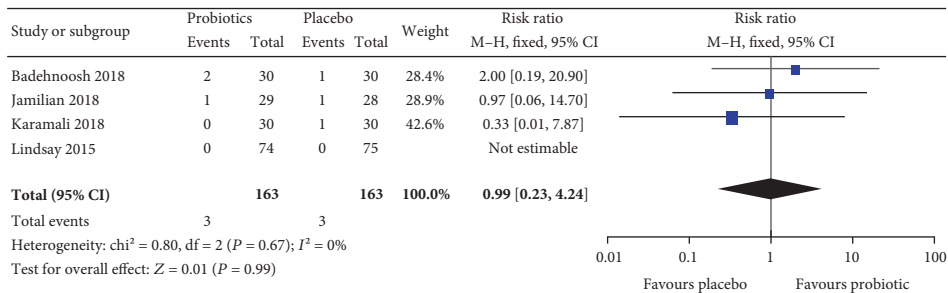 Study or subgroup Probiotics Placebo Weight Risk ratio Risk ratio
Events Total Events Total M–H, fixed, 95% CI M–H, fixed, 95% CI
Badehnoosh 2018 2 30 1 30 28.4% 2.00 [0.19, 20.90]
Jamilian 2018 1 29 1 28 28.9% 0.97 [0.06, 14.70]
Karamali 2018 0 30 1 30 42.6% 0.33 [0.01, 7.87]
Lindsay 2015 0 74 0 75 Not estimable
Total (95% CI) 163 163 100.0% 0.99 [0.23, 4.24]
Total events 3 3
Heterogeneity: chi² = 0.80, df = 2 (P = 0.67); I² = 0%
Test for overall effect: Z = 0.01 (P = 0.99)
0.01 0.1 1 10 100
Favours placebo Favours probiotic